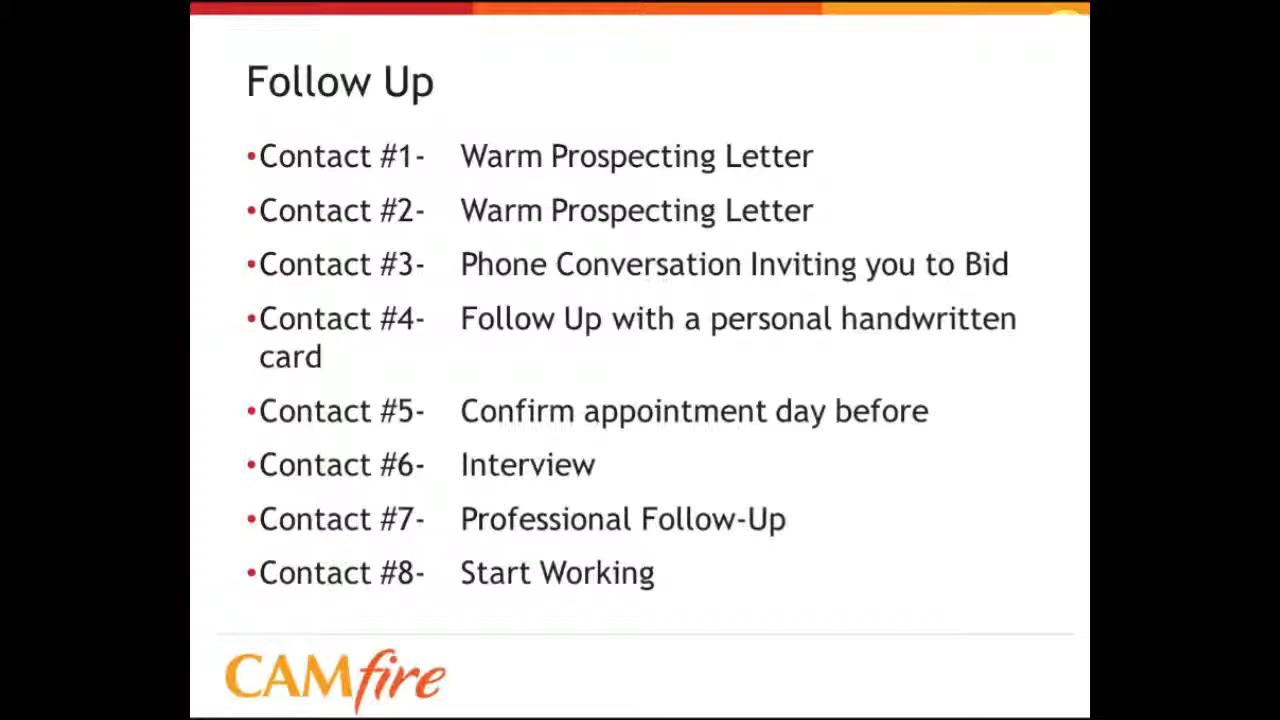 Follow Up
•Contact #1- Warm Prospecting Letter
•Contact #2- Warm Prospecting Letter
•Contact #3- Phone Conversation Inviting you to Bid
•Contact #4- Follow Up with a personal handwritten
card
•Contact #5- Confirm appointment day before
•Contact #6- Interview
•Contact #7- Professional Follow-Up
•Contact #8- Start Working
CAMfire